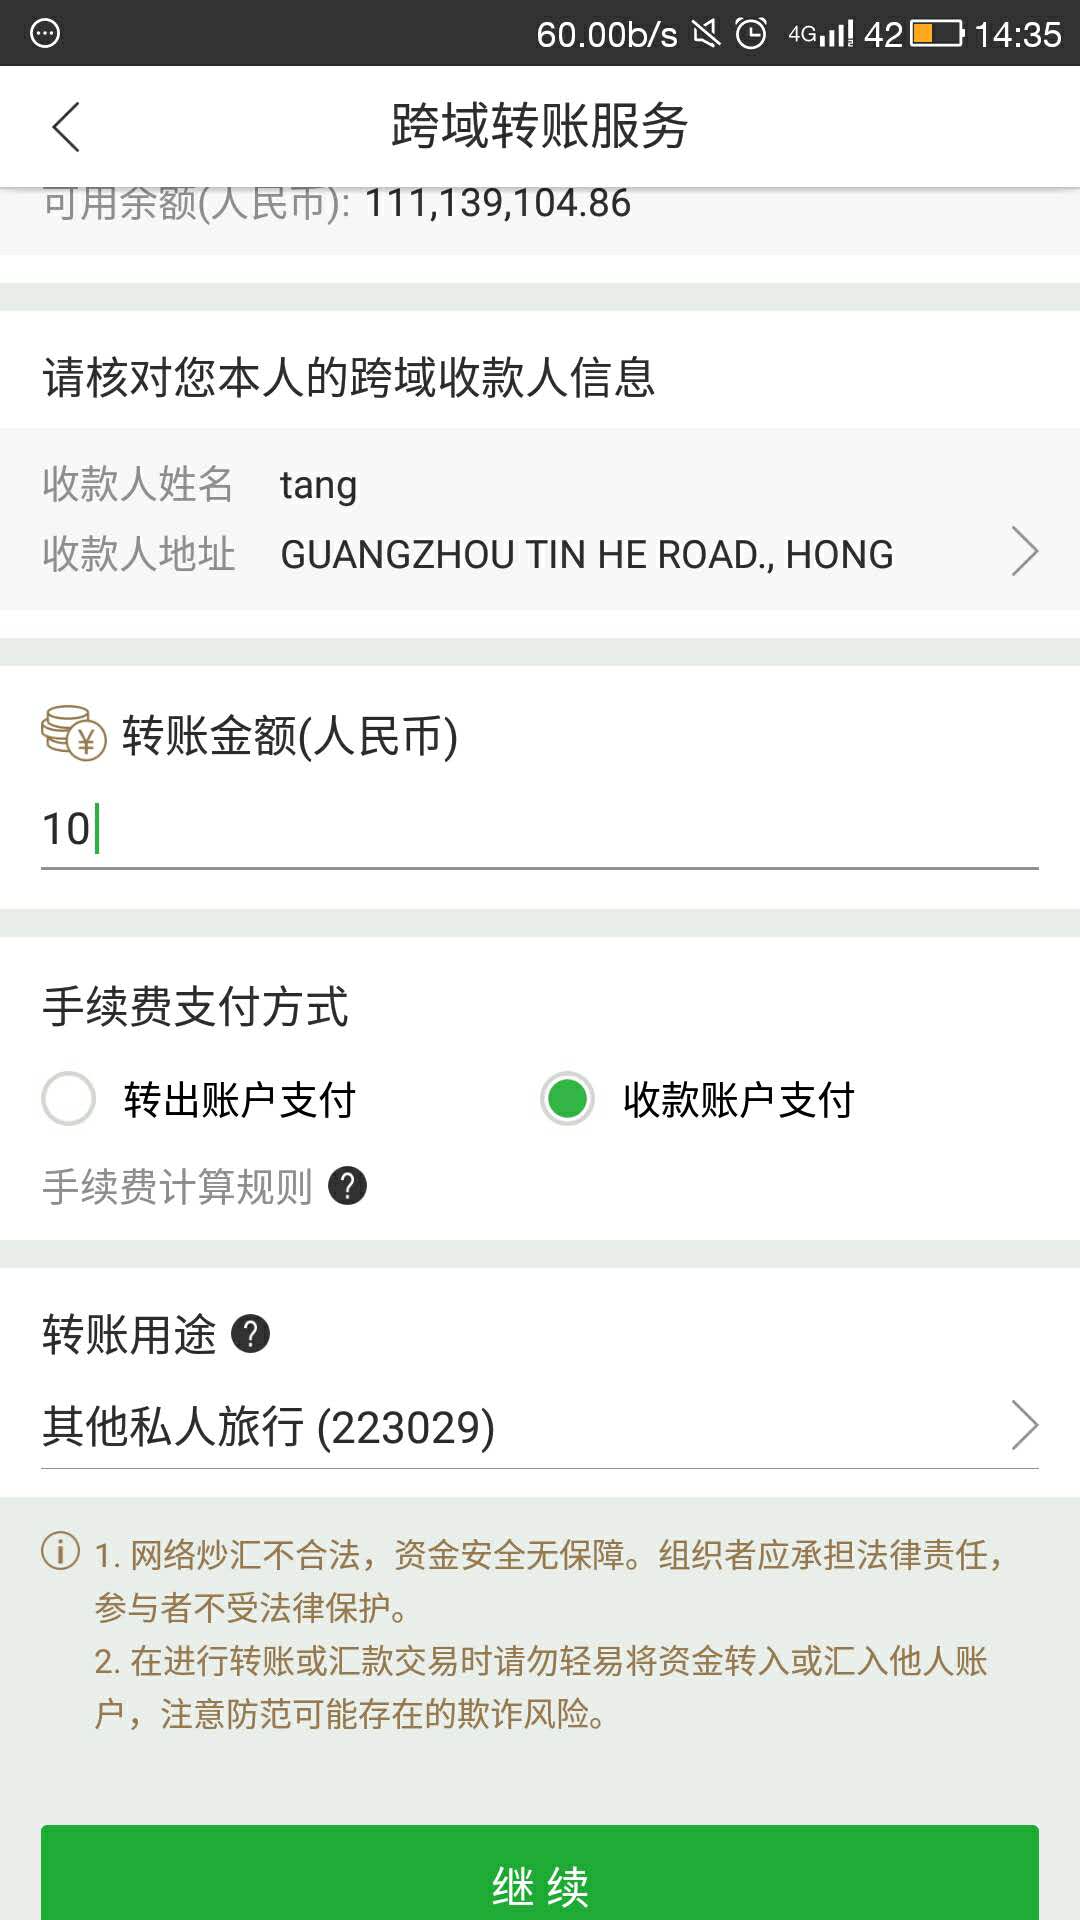 60.00b/s 4G 42 14:35
跨域转账服务
可用余额(人民币): 111,139,104.86
请核对您本人的跨域收款人信息
收款人姓名 tang
收款人地址 GUANGZHOU TIN HE ROAD., HONG
转账金额(人民币)
10
手续费支付方式
转出账户支付 收款账户支付
手续费计算规则 ?
转账用途 ?
其他私人旅行 (223029)
1. 网络炒汇不合法，资金安全无保障。组织者应承担法律责任，
参与者不受法律保护。
2. 在进行转账或汇款交易时请勿轻易将资金转入或汇入他人账
户，注意防范可能存在的欺诈风险。
继续